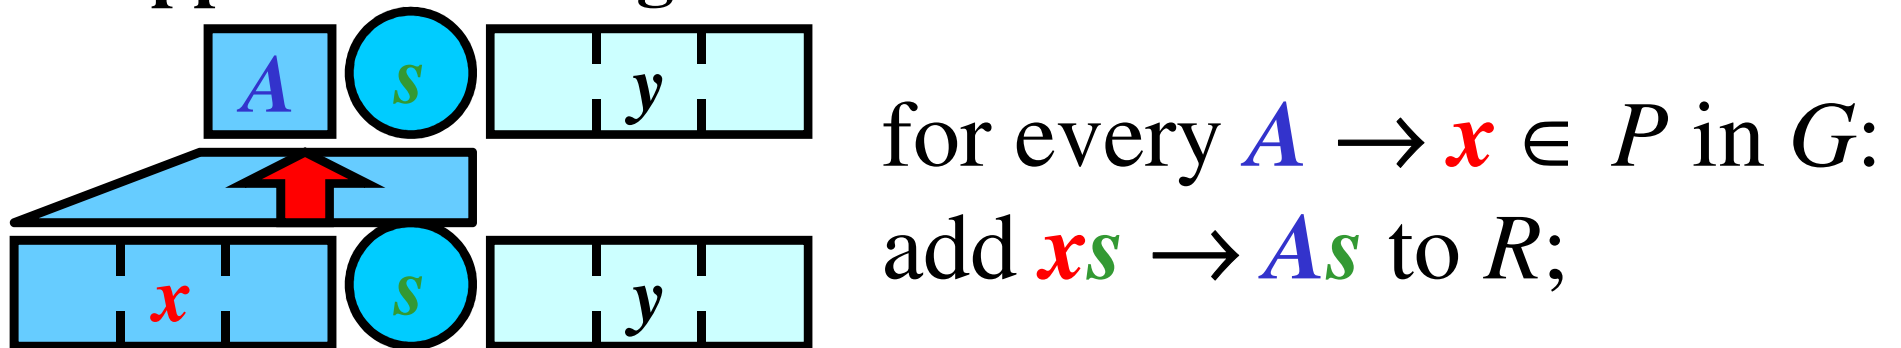 A s y
for every A → x ∈ P in G:
add xs → As to R;
x s y